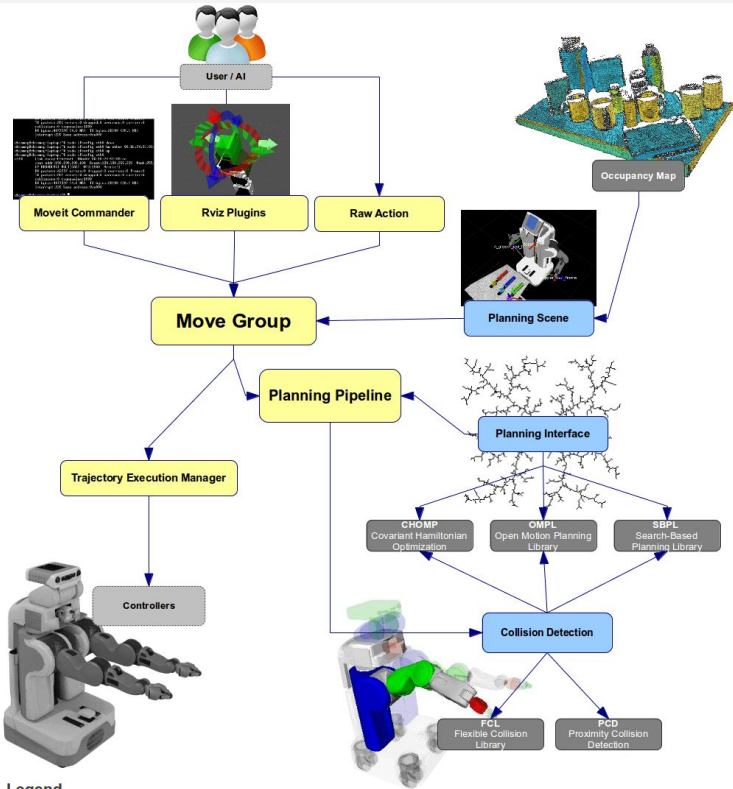 User / AI
Occupancy Map
Moveit Commander
Rviz Plugins
Raw Action
Move Group
Planning Scene
Planning Pipeline
Planning Interface
Trajectory Execution Manager
CHOMP
Covariant Hamiltonian
Optimization
OMPL
Open Motion Planning
Library
SBPL
Search-Based
Planning Library
Controllers
Collision Detection
FCL
Flexible Collision
Library
PCD
Proximity Collision
Detection
Legend